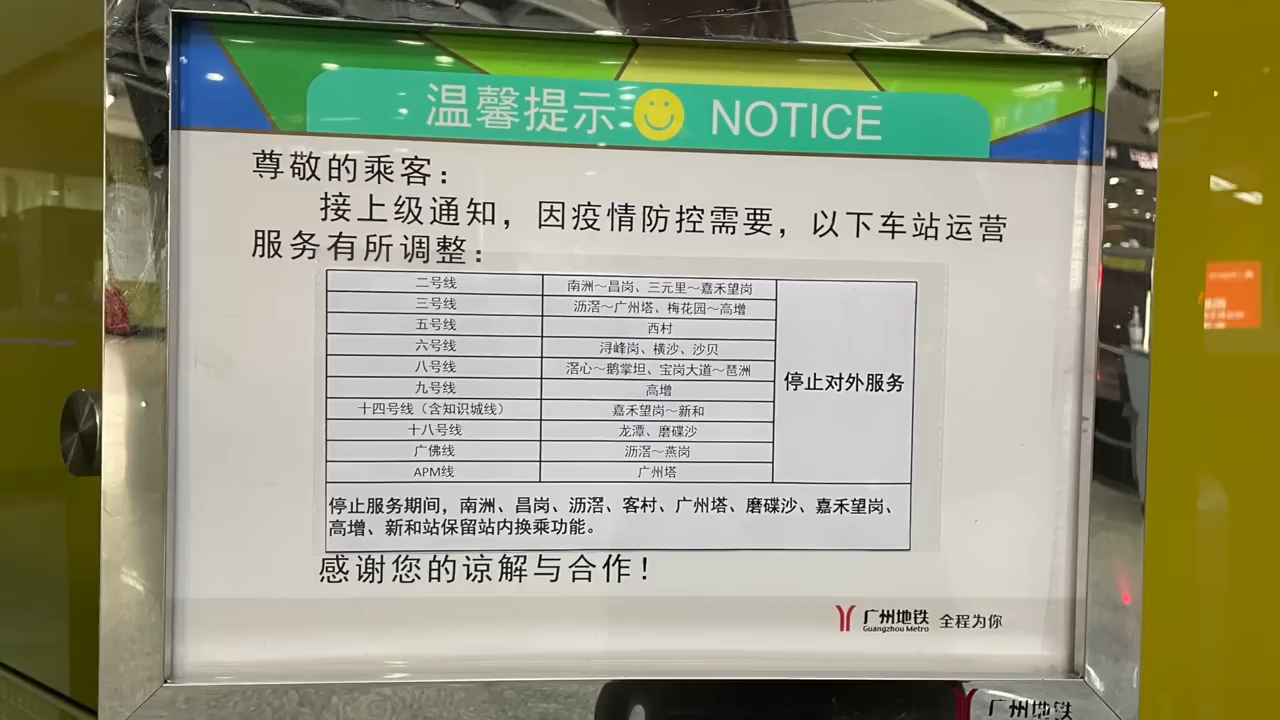 温馨提示 NOTICE
尊敬的乘客：
接上级通知，因疫情防控需要，以下车站运营
服务有所调整：
二号线 南洲～昌岗、三元里～嘉禾望岗
三号线 沥滘～广州塔、梅花园～高增
五号线 西村
六号线 浔峰岗、横沙、沙贝
八号线 滘心～鹅掌坦、宝岗大道～琶洲
九号线 高增
十四号线（含知识城线） 嘉禾望岗～新和
十八号线 龙潭、磨碟沙
广佛线 沥滘～燕岗
APM线 广州塔
停止对外服务
停止服务期间，南洲、昌岗、沥滘、客村、广州塔、磨碟沙、嘉禾望岗、
高增、新和站保留站内换乘功能。
感谢您的谅解与合作！
广州地铁 全程为你
Guangzhou Metro
广州地铁